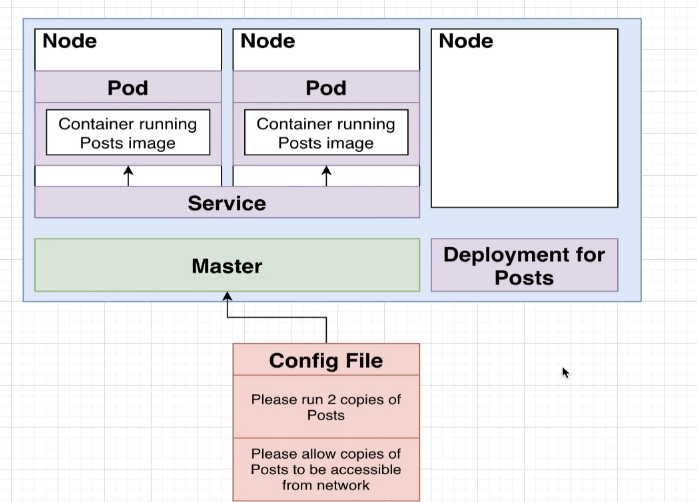 Node
Node
Node
Pod
Pod
Container running
Posts image
Container running
Posts image
Service
Master
Deployment for
Posts
Config File
Please run 2 copies of
Posts
Please allow copies of
Posts to be accessible
from network